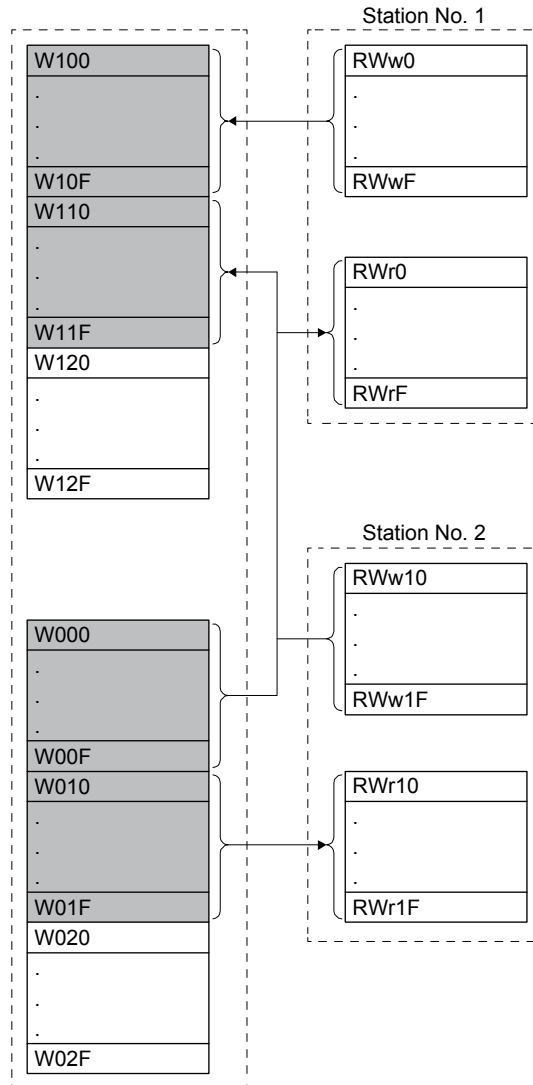 Station No. 1
W100
.
.
.
W10F
W110
.
.
.
W11F
W120
.
.
.
W12F
RWw0
.
.
.
RWwF
RWr0
.
.
.
RWrF
Station No. 2
W000
.
.
.
W00F
W010
.
.
.
W01F
W020
.
.
.
W02F
RWw10
.
.
.
RWw1F
RWr10
.
.
.
RWr1F